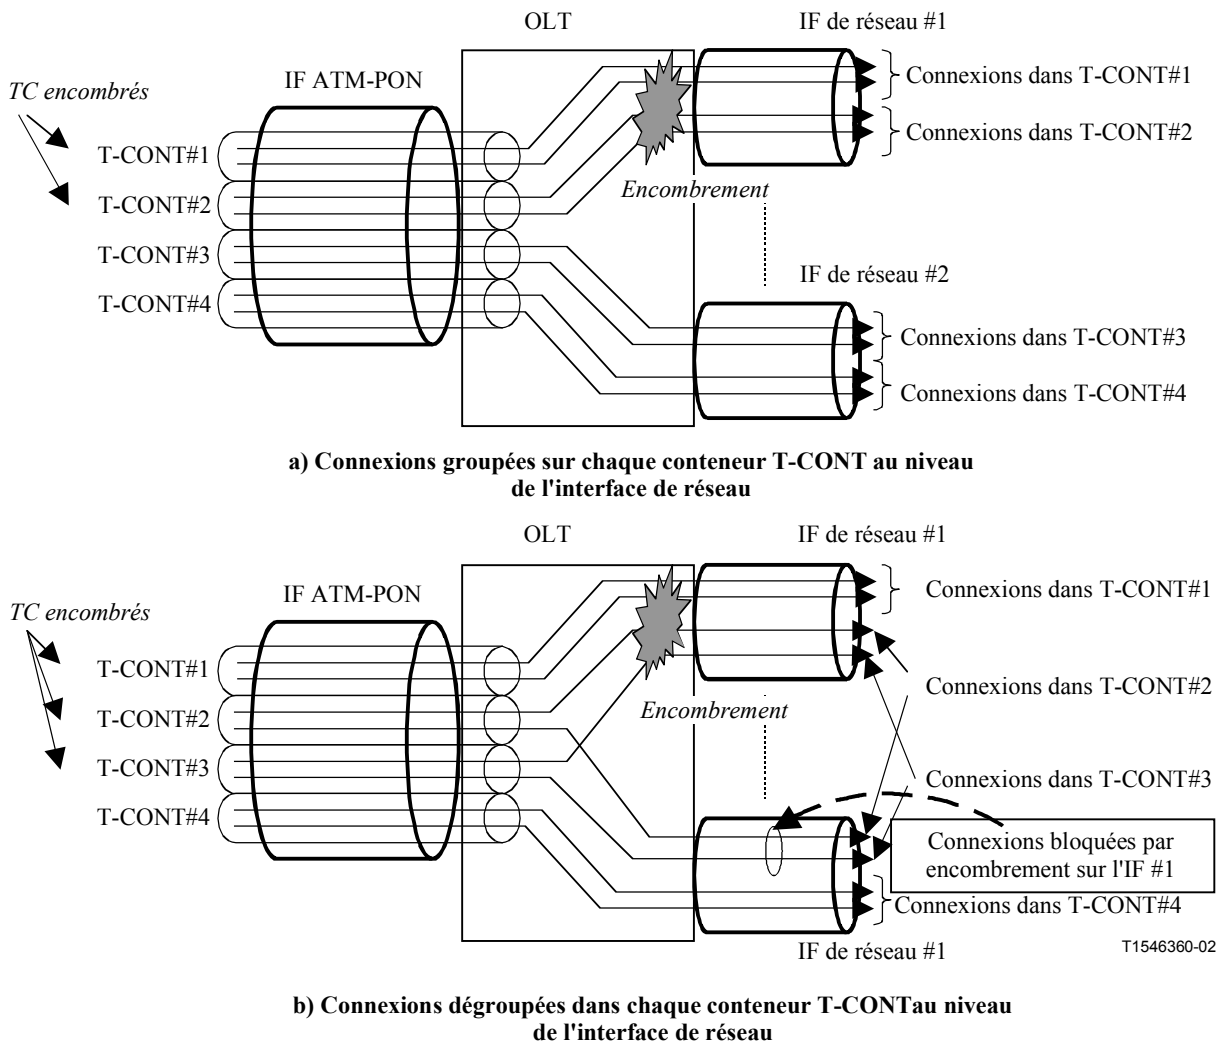 OLT
IF de réseau #1
IF ATM-PON
TC encombrés
Connexions dans T-CONT#1
T-CONT#1
Connexions dans T-CONT#2
T-CONT#2
Encombrement
T-CONT#3
IF de réseau #2
T-CONT#4
Connexions dans T-CONT#3
Connexions dans T-CONT#4
a) Connexions groupées sur chaque conteneur T-CONT au niveau
de l'interface de réseau
OLT
IF de réseau #1
IF ATM-PON
TC encombrés
Connexions dans T-CONT#1
T-CONT#1
Connexions dans T-CONT#2
T-CONT#2
Encombrement
T-CONT#3
Connexions dans T-CONT#3
T-CONT#4
Connexions bloquées par
encombrement sur l'IF #1
Connexions dans T-CONT#4
IF de réseau #1
T1546360-02
b) Connexions dégroupées dans chaque conteneur T-CONTau niveau
de l'interface de réseau